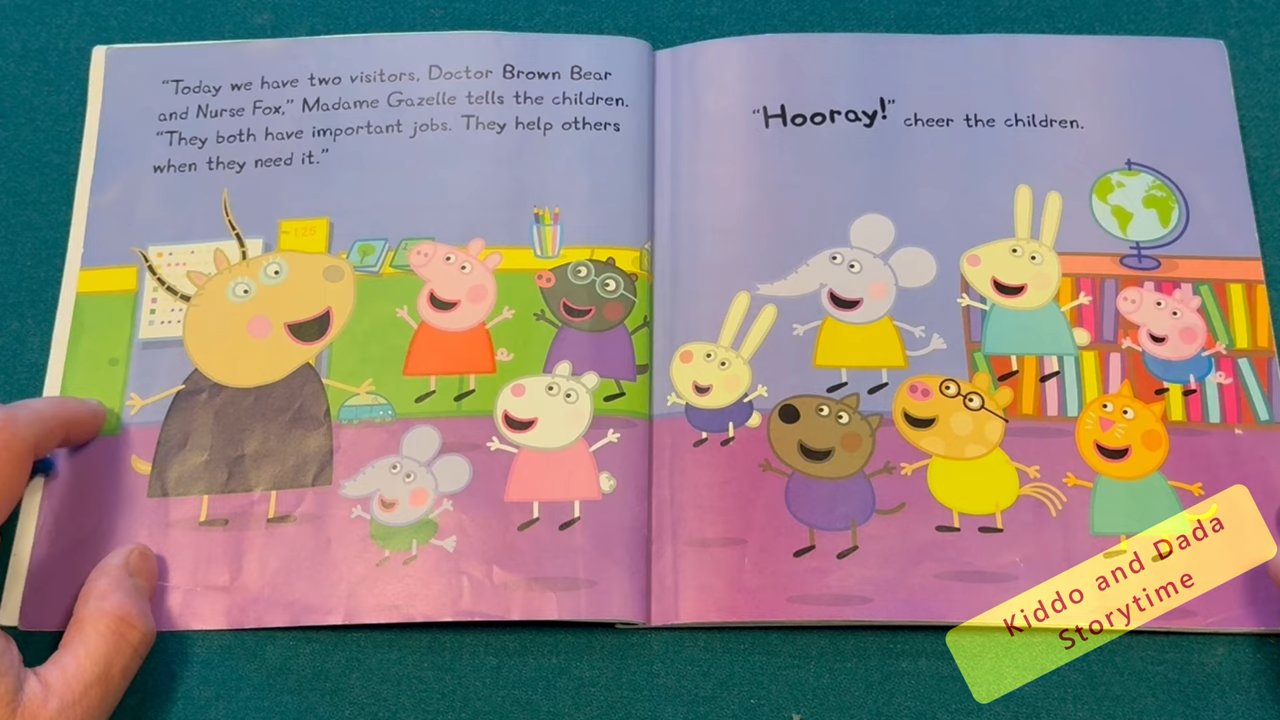 “Today we have two visitors, Doctor Brown Bear
and Nurse Fox,” Madame Gazelle tells the children.
“They both have important jobs. They help others
when they need it.”
“Hooray!” cheer the children.
123
Kiddo and Dada
Storytime